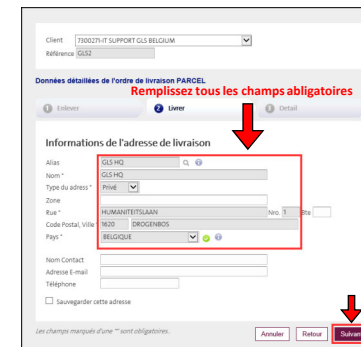 Client 7300271-IT SUPPORT GLS BELGIUM
Référence GLS2
Données détaillées de l'ordre de livraison PARCEL
Remplissez tous les champs abligatoires
1 Enlever 2 Livrer 3 Detail
Informations de l'adresse de livraison
Alias GLS HQ
Nom * GLS HQ
Type du adress * Privé
Zone
Rue * HUMANITEITSLAAN Nro. 1 Bte
Code Postal, Ville * 1620 DROGENBOS
Pays * BELGIQUE
Nom Contact
Adresse E-mail
Téléphone
Sauvegarder cette adresse
Les champs marqués d'une "*" sont obligatoires.
Annuler Retour Suivant